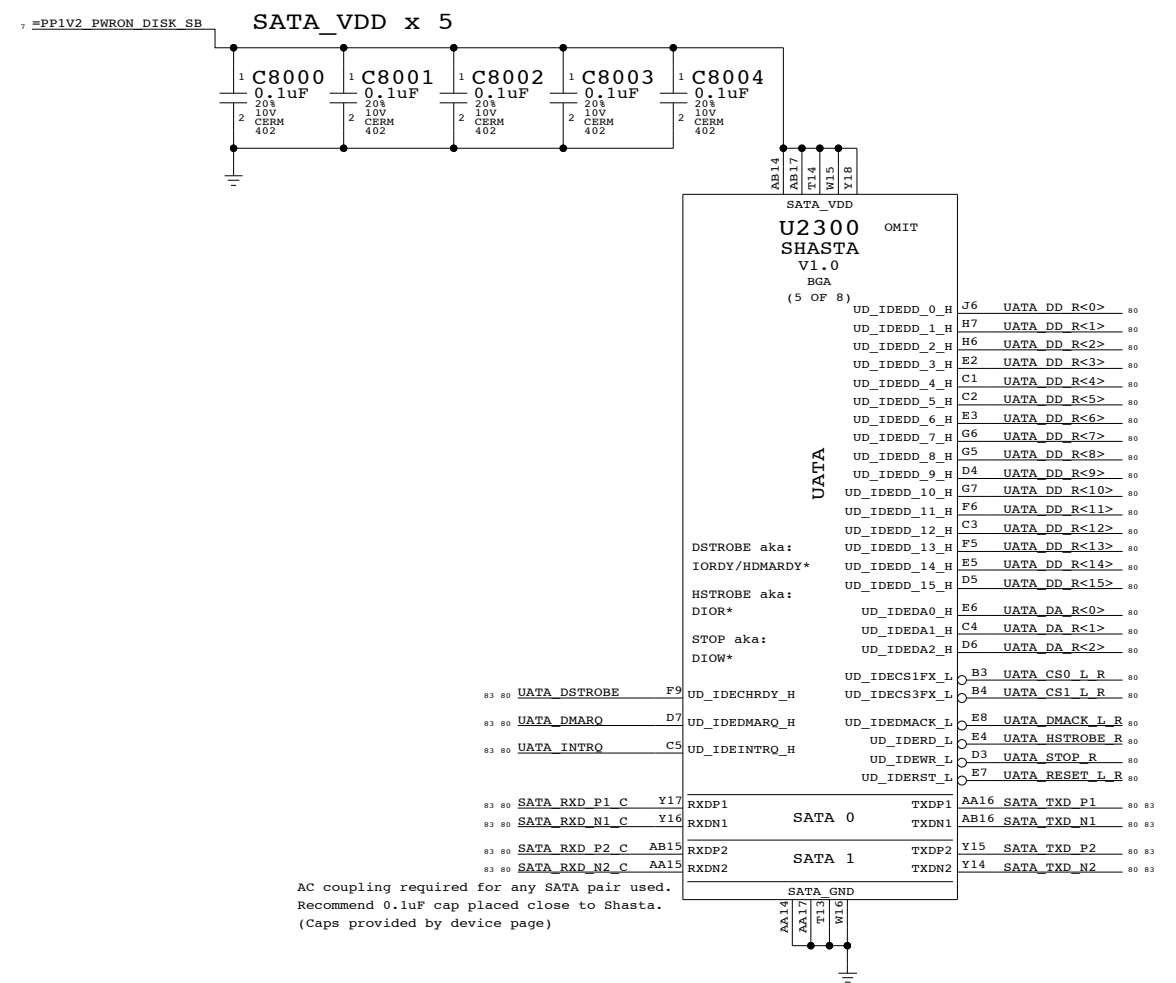 7 =PP1V2_PWRON_DISK_SB
SATA_VDD x 5
1 C8000
0.1uF
20%
10V
2 CERM
402
1 C8001
0.1uF
20%
10V
2 CERM
402
1 C8002
0.1uF
20%
10V
2 CERM
402
1 C8003
0.1uF
20%
10V
2 CERM
402
1 C8004
0.1uF
20%
10V
2 CERM
402
AB14
AB17
T14
W15
Y18
SATA_VDD
U2300 OMIT
SHASTA
V1.0
BGA
(5 OF 8)
UATA
UD_IDEDD_0_H J6 UATA_DD_R<0> 80
UD_IDEDD_1_H H7 UATA_DD_R<1> 80
UD_IDEDD_2_H H6 UATA_DD_R<2> 80
UD_IDEDD_3_H E2 UATA_DD_R<3> 80
UD_IDEDD_4_H C1 UATA_DD_R<4> 80
UD_IDEDD_5_H C2 UATA_DD_R<5> 80
UD_IDEDD_6_H E3 UATA_DD_R<6> 80
UD_IDEDD_7_H G6 UATA_DD_R<7> 80
UD_IDEDD_8_H G5 UATA_DD_R<8> 80
UD_IDEDD_9_H D4 UATA_DD_R<9> 80
UD_IDEDD_10_H G7 UATA_DD_R<10> 80
UD_IDEDD_11_H F6 UATA_DD_R<11> 80
UD_IDEDD_12_H C3 UATA_DD_R<12> 80
UD_IDEDD_13_H F5 UATA_DD_R<13> 80
UD_IDEDD_14_H E5 UATA_DD_R<14> 80
UD_IDEDD_15_H D5 UATA_DD_R<15> 80
DSTROBE aka:
IORDY/HDMARDY*
HSTROBE aka:
DIOR*
STOP aka:
DIOW*
UD_IDEDA0_H E6 UATA_DA_R<0> 80
UD_IDEDA1_H C4 UATA_DA_R<1> 80
UD_IDEDA2_H D6 UATA_DA_R<2> 80
UD_IDECS1FX_L B3 UATA_CS0_L_R 80
83 80 UATA_DSTROBE F9 UD_IDECHRDY_H UD_IDECS3FX_L B4 UATA_CS1_L_R 80
83 80 UATA_DMARQ D7 UD_IDEDMARQ_H UD_IDEDMACK_L E8 UATA_DMACK_L_R 80
83 80 UATA_INTRQ C5 UD_IDEINTRQ_H UD_IDERD_L E4 UATA_HSTROBE_R 80
UD_IDEWR_L D3 UATA_STOP_R 80
UD_IDERST_L E7 UATA_RESET_L_R 80
83 80 SATA_RXD_P1_C Y17 RXDP1 TXDP1 AA16 SATA_TXD_P1 80 83
SATA 0
83 80 SATA_RXD_N1_C Y16 RXDN1 TXDN1 AB16 SATA_TXD_N1 80 83
83 80 SATA_RXD_P2_C AB15 RXDP2 TXDP2 Y15 SATA_TXD_P2 80 83
SATA 1
83 80 SATA_RXD_N2_C AA15 RXDN2 TXDN2 Y14 SATA_TXD_N2 80 83
AC coupling required for any SATA pair used.
Recommend 0.1uF cap placed close to Shasta.
(Caps provided by device page)
SATA_GND
AA14
AA17
T13
W16